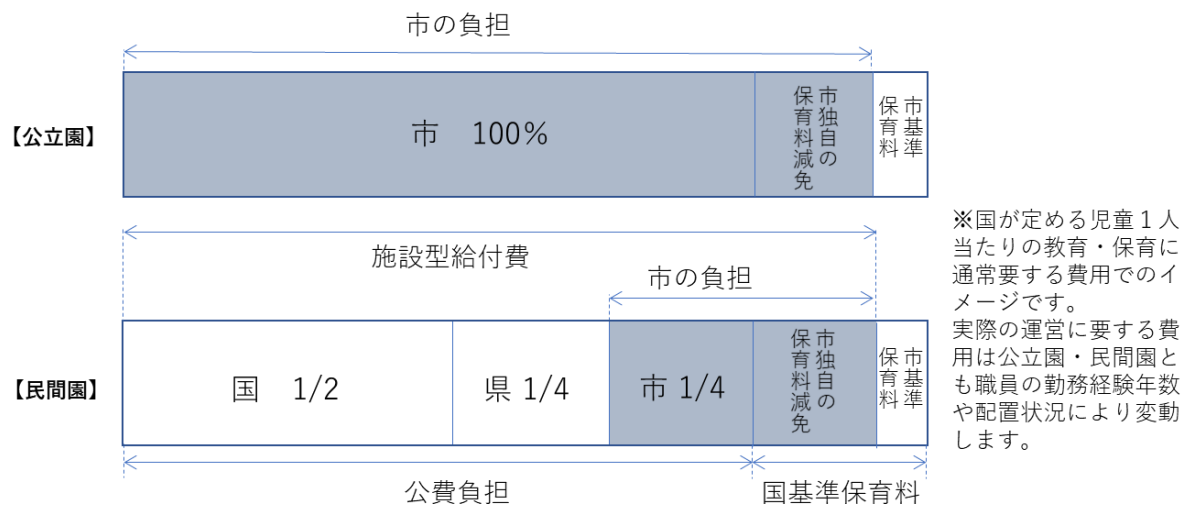 市の負担
【公立園】
市　100%
市独自の
保育料減免
市基準
保育料
施設型給付費
市の負担
【民間園】
国　1/2
県 1/4
市 1/4
市独自の
保育料減免
市基準
保育料
公費負担
国基準保育料
※国が定める児童１人
当たりの教育・保育に
通常要する費用でのイ
メージです。
実際の運営に要する費
用は公立園・民間園と
も職員の勤務経験年数
や配置状況により変動
します。